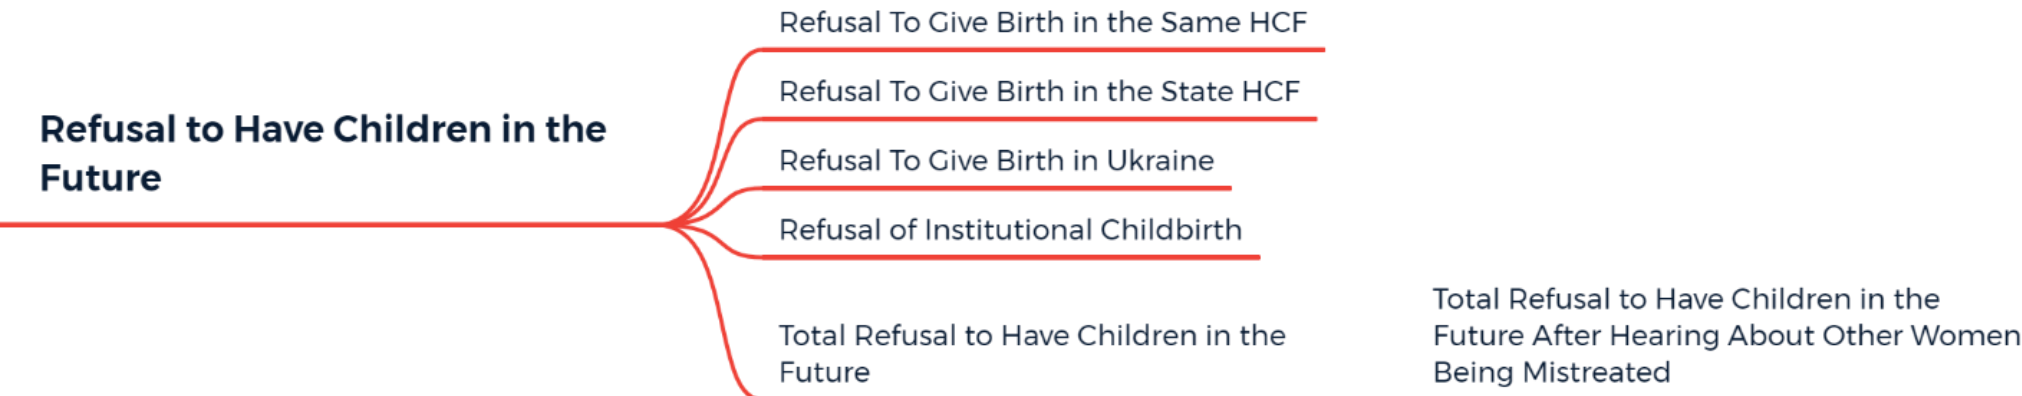 Refusal To Give Birth in the Same HCF
Refusal To Give Birth in the State HCF
Refusal to Have Children in the
Future
Refusal To Give Birth in Ukraine
Refusal of Institutional Childbirth
Total Refusal to Have Children in the
Future
Total Refusal to Have Children in the
Future After Hearing About Other Women
Being Mistreated